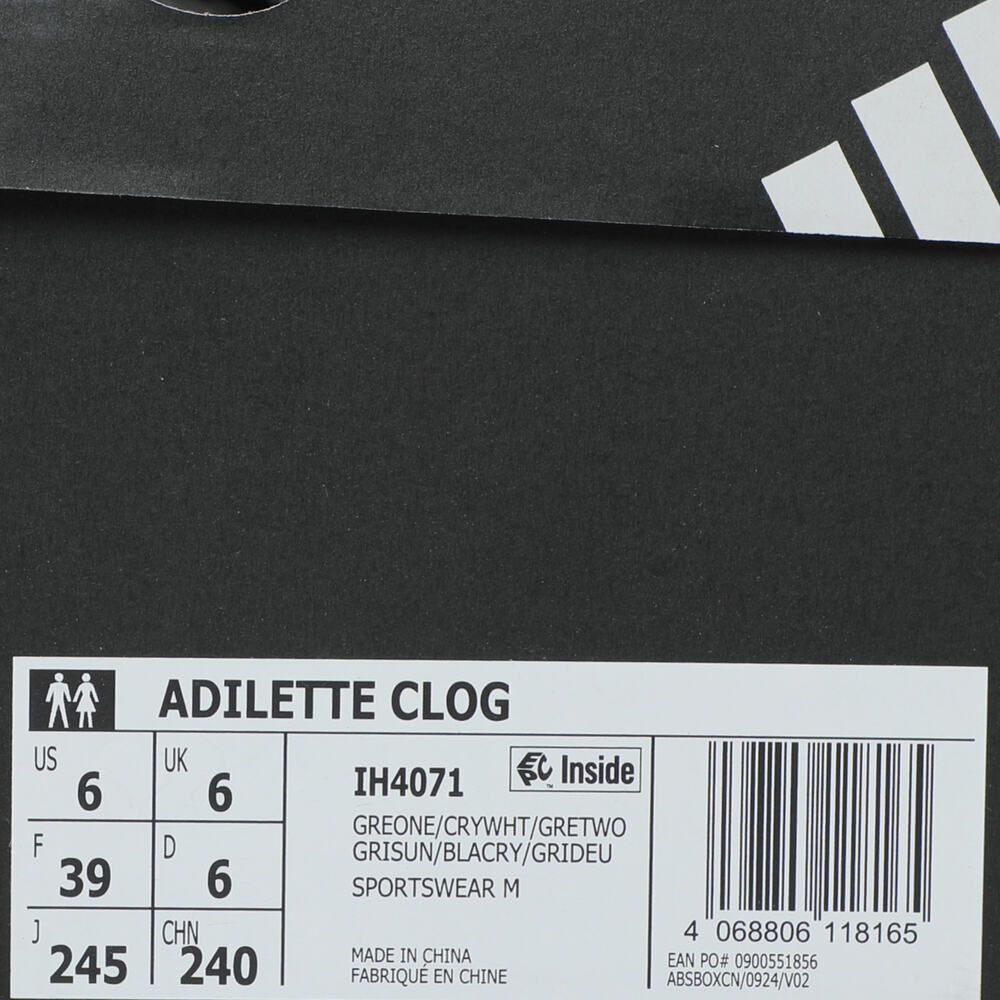 ADILETTE CLOG
US 6 UK 6
F 39 D 6
J 245 CHN 240
IH4071 Inside
™
GREONE/CRYWHT/GRETWO
GRISUN/BLACRY/GRIDEU
SPORTSWEAR M
MADE IN CHINA
FABRIQUÉ EN CHINE
4 068806 118165
EAN PO# 0900551856
ABSBOXCN/0924/V02